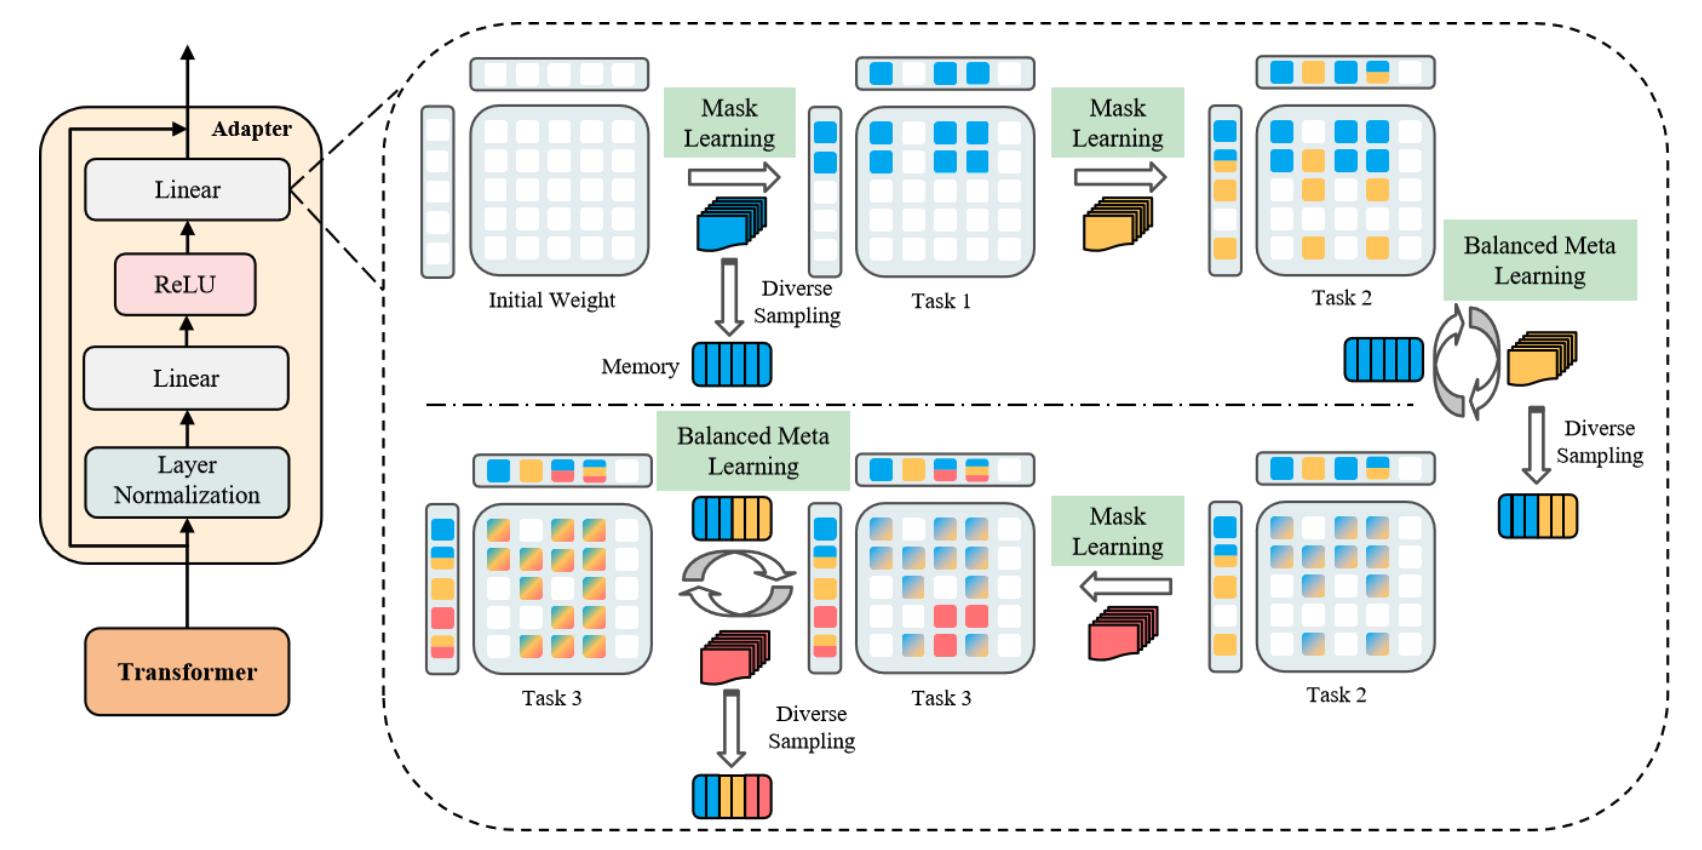 Adapter
Linear
ReLU
Linear
Layer
Normalization
Transformer
Initial Weight
Mask
Learning
Diverse
Sampling
Memory
Task 1
Mask
Learning
Task 2
Balanced Meta
Learning
Diverse
Sampling
Task 2
Mask
Learning
Task 3
Balanced Meta
Learning
Diverse
Sampling
Task 3